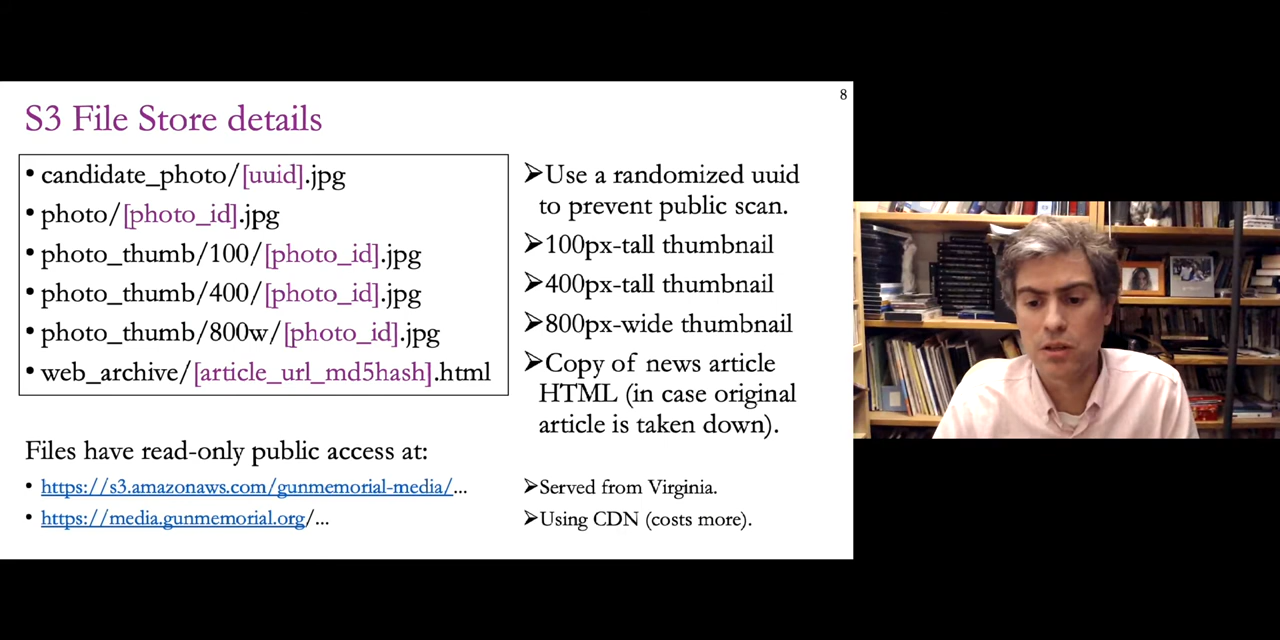 8
S3 File Store details
• candidate_photo/[uuid].jpg
• photo/[photo_id].jpg
• photo_thumb/100/[photo_id].jpg
• photo_thumb/400/[photo_id].jpg
• photo_thumb/800w/[photo_id].jpg
• web_archive/[article_url_md5hash].html
➢Use a randomized uuid
to prevent public scan.
➢100px-tall thumbnail
➢400px-tall thumbnail
➢800px-wide thumbnail
➢Copy of news article
HTML (in case original
article is taken down).
Files have read-only public access at:
• https://s3.amazonaws.com/gunmemorial-media/...
• https://media.gunmemorial.org/...
➢Served from Virginia.
➢Using CDN (costs more).